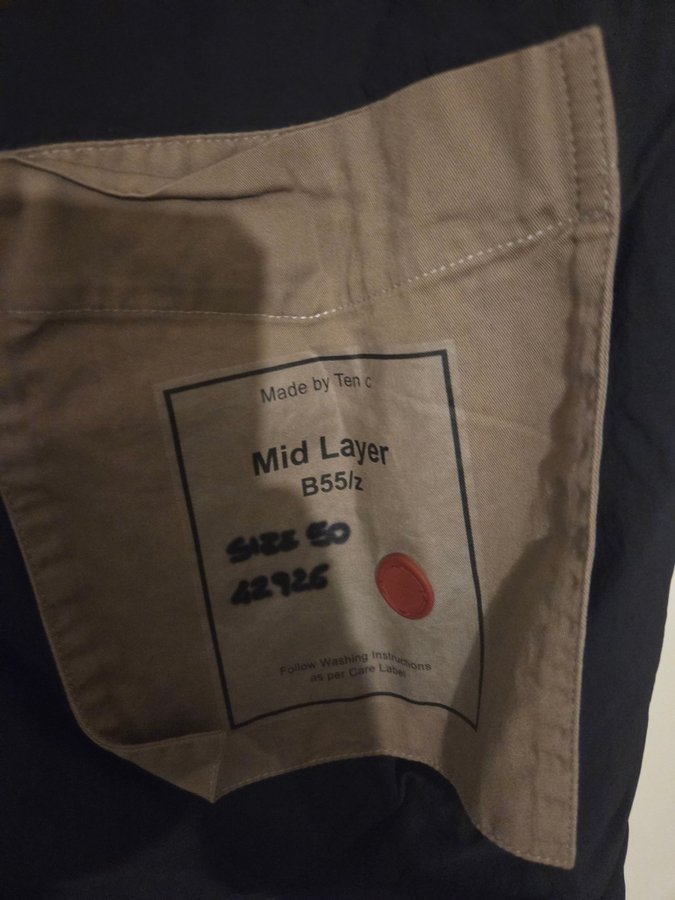 Made by Ten c
Mid Layer
B55/z
SIZE 50
42926
Follow Washing Instructions
as per Care Label